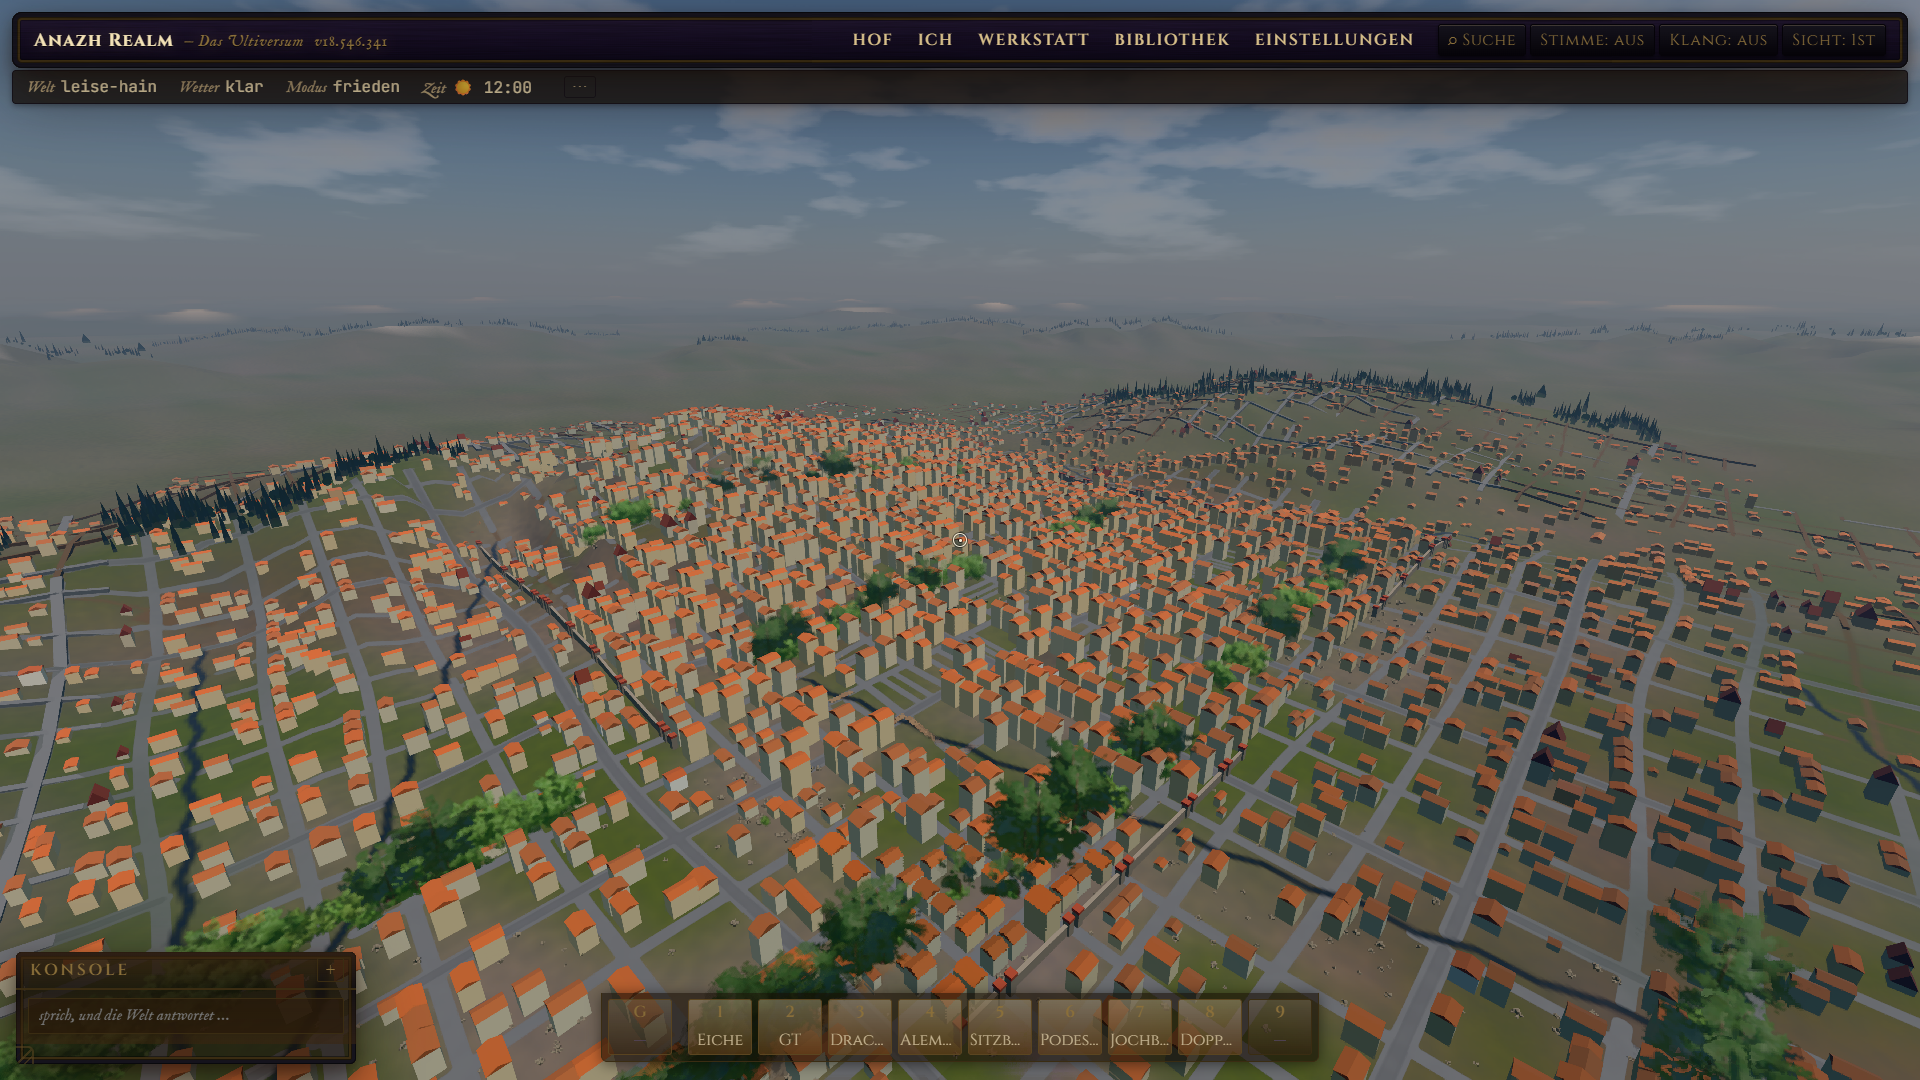 Anazh Realm – Das Ultiversum v18.546.341
HOF ICH WERKSTATT BIBLIOTHEK EINSTELLUNGEN ⌕ SUCHE STIMME: AUS KLANG: AUS SICHT: IST
Welt leise-hain Wetter klar Modus frieden Zeit 12:00 ...
KONSOLE +
sprich, und die Welt antwortet ...
G 1 2 3 4 5 6 7 8 9
— EICHE GT DRAC... ALEM... SITZB... PODES... JOCHB... DOPP... —